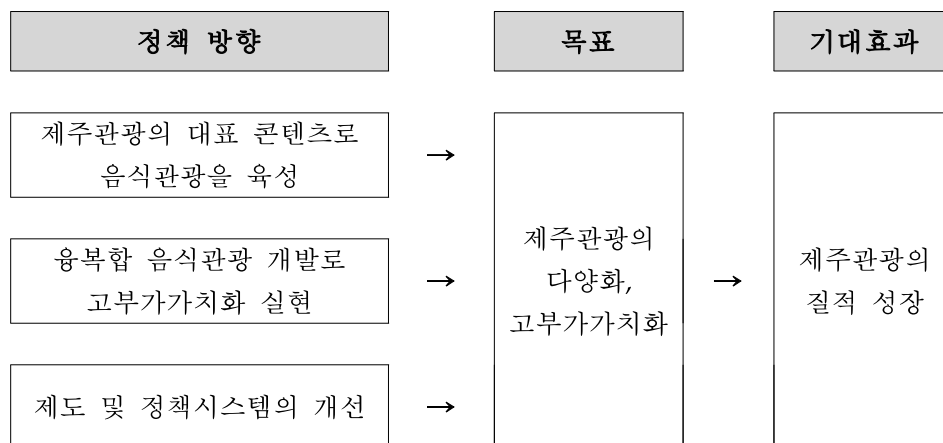 정책 방향
목표
기대효과
제주관광의 대표 콘텐츠로
음식관광을 육성
→
융복합 음식관광 개발로
고부가가치화 실현
→
제도 및 정책시스템의 개선
→
제주관광의
다양화,
고부가가치화
→
제주관광의
질적 성장